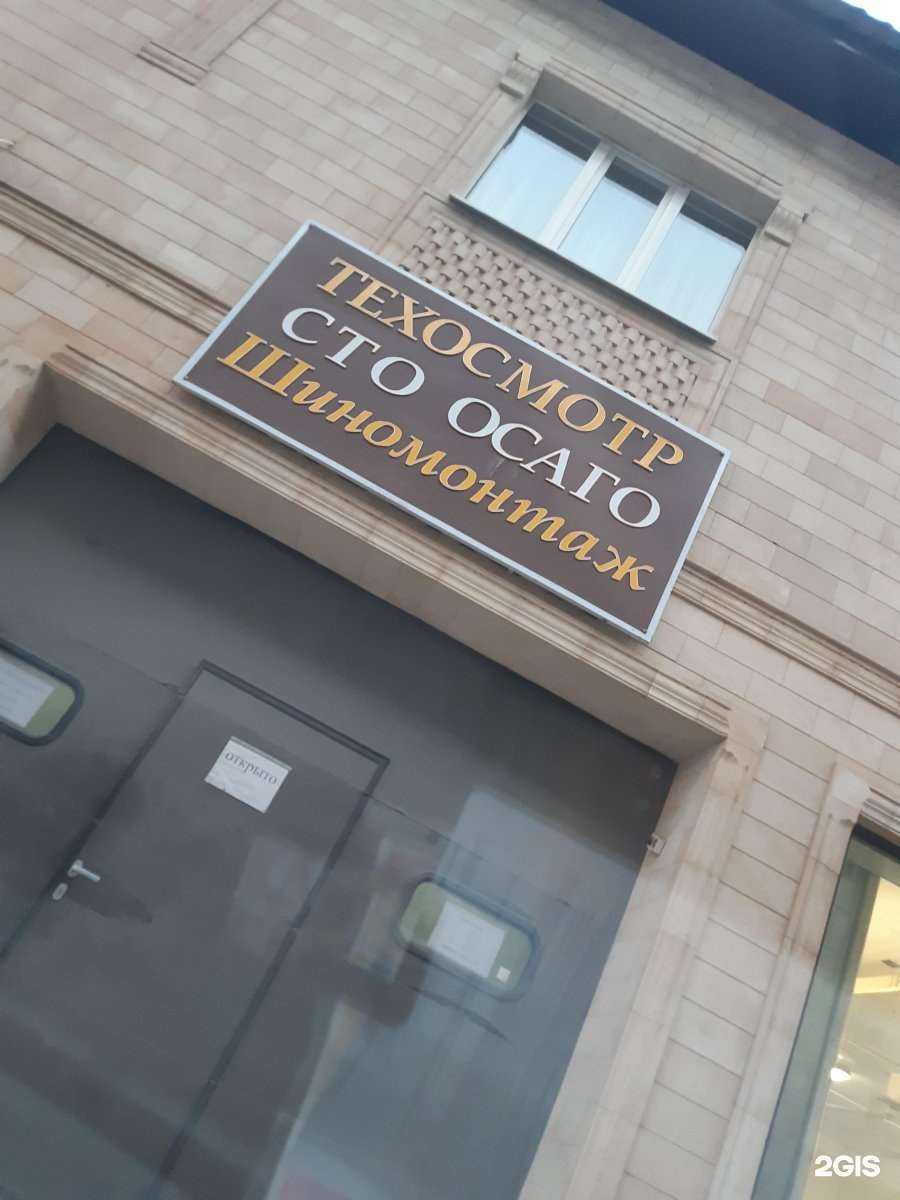 ТЕХОСМОТР
СТО ОСАГО
Шиномонтаж
ОТКРЫТО
2GIS